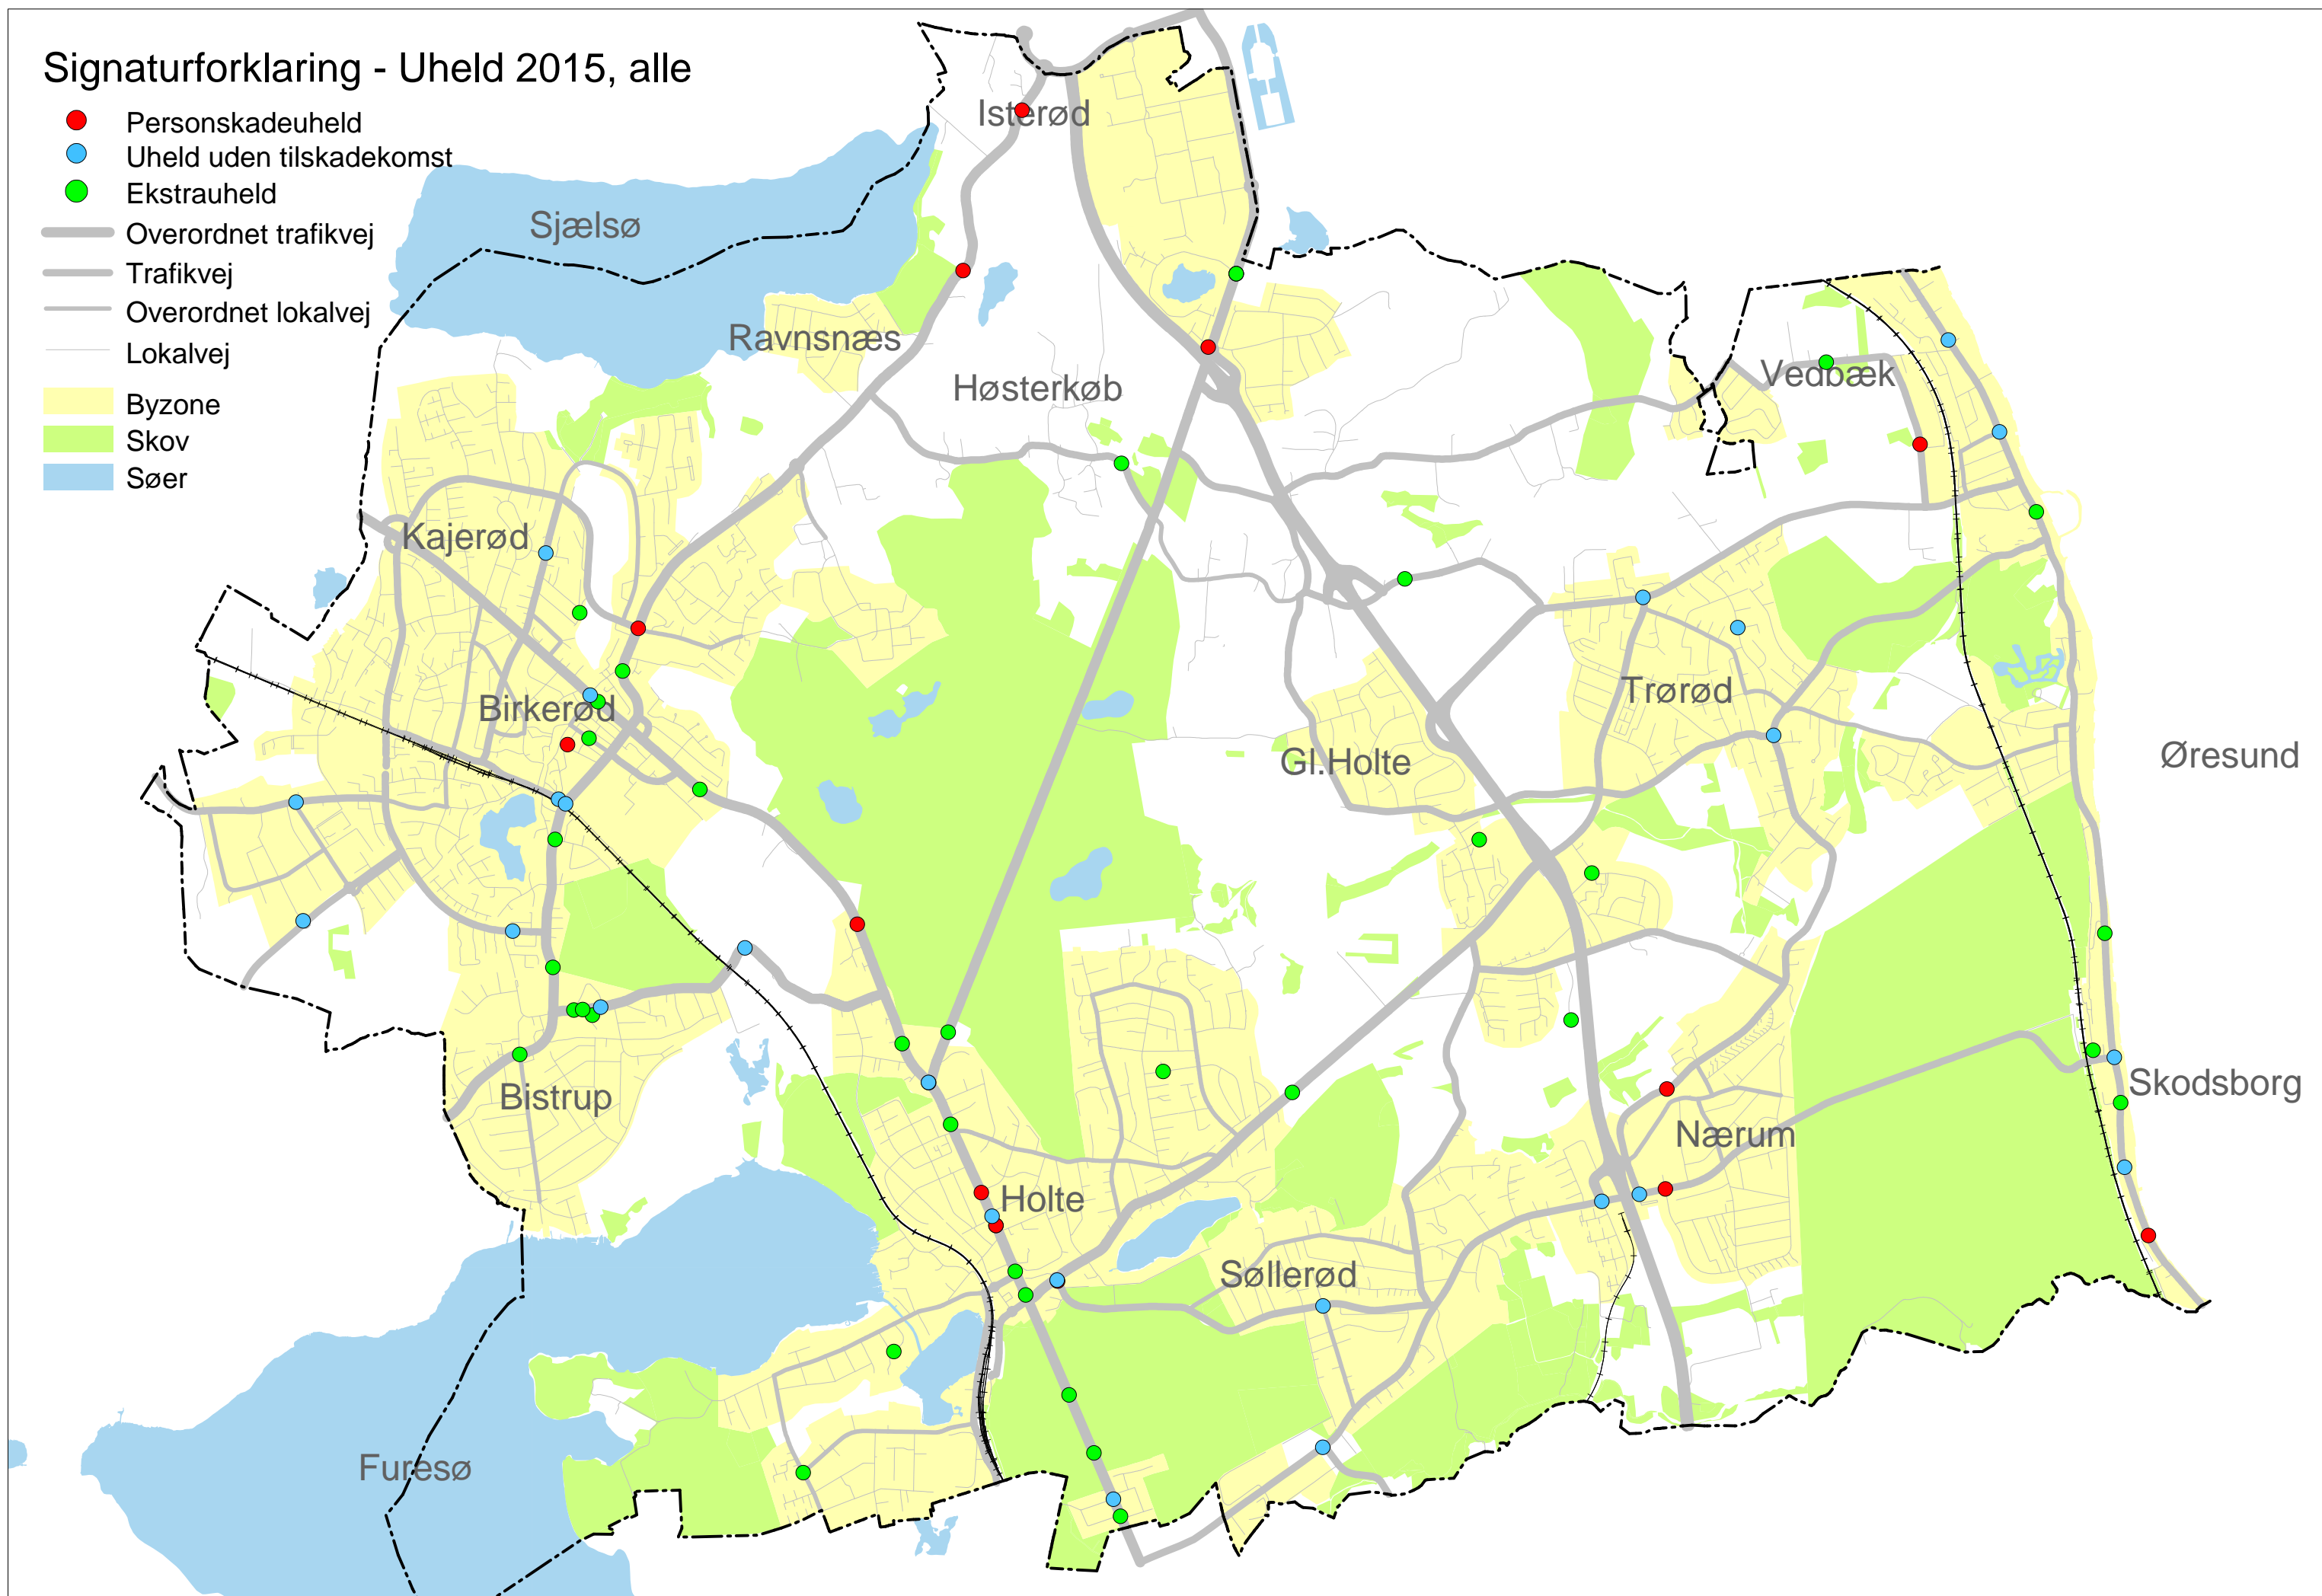 Signaturforklaring - Uheld 2015, alle
Personskadeuheld
Uheld uden tilskadekomst
Ekstrauheld
Overordnet trafikvej
Trafikvej
Overordnet lokalvej
Lokalvej
Byzone
Skov
Søer
Isterød
Sjælsø
Ravnsnæs
Høsterkøb
Vedbæk
Kajerød
Birkerød
Trørød
Gl.Holte
Øresund
Bistrup
Skodsborg
Nærum
Holte
Søllerød
Furesø